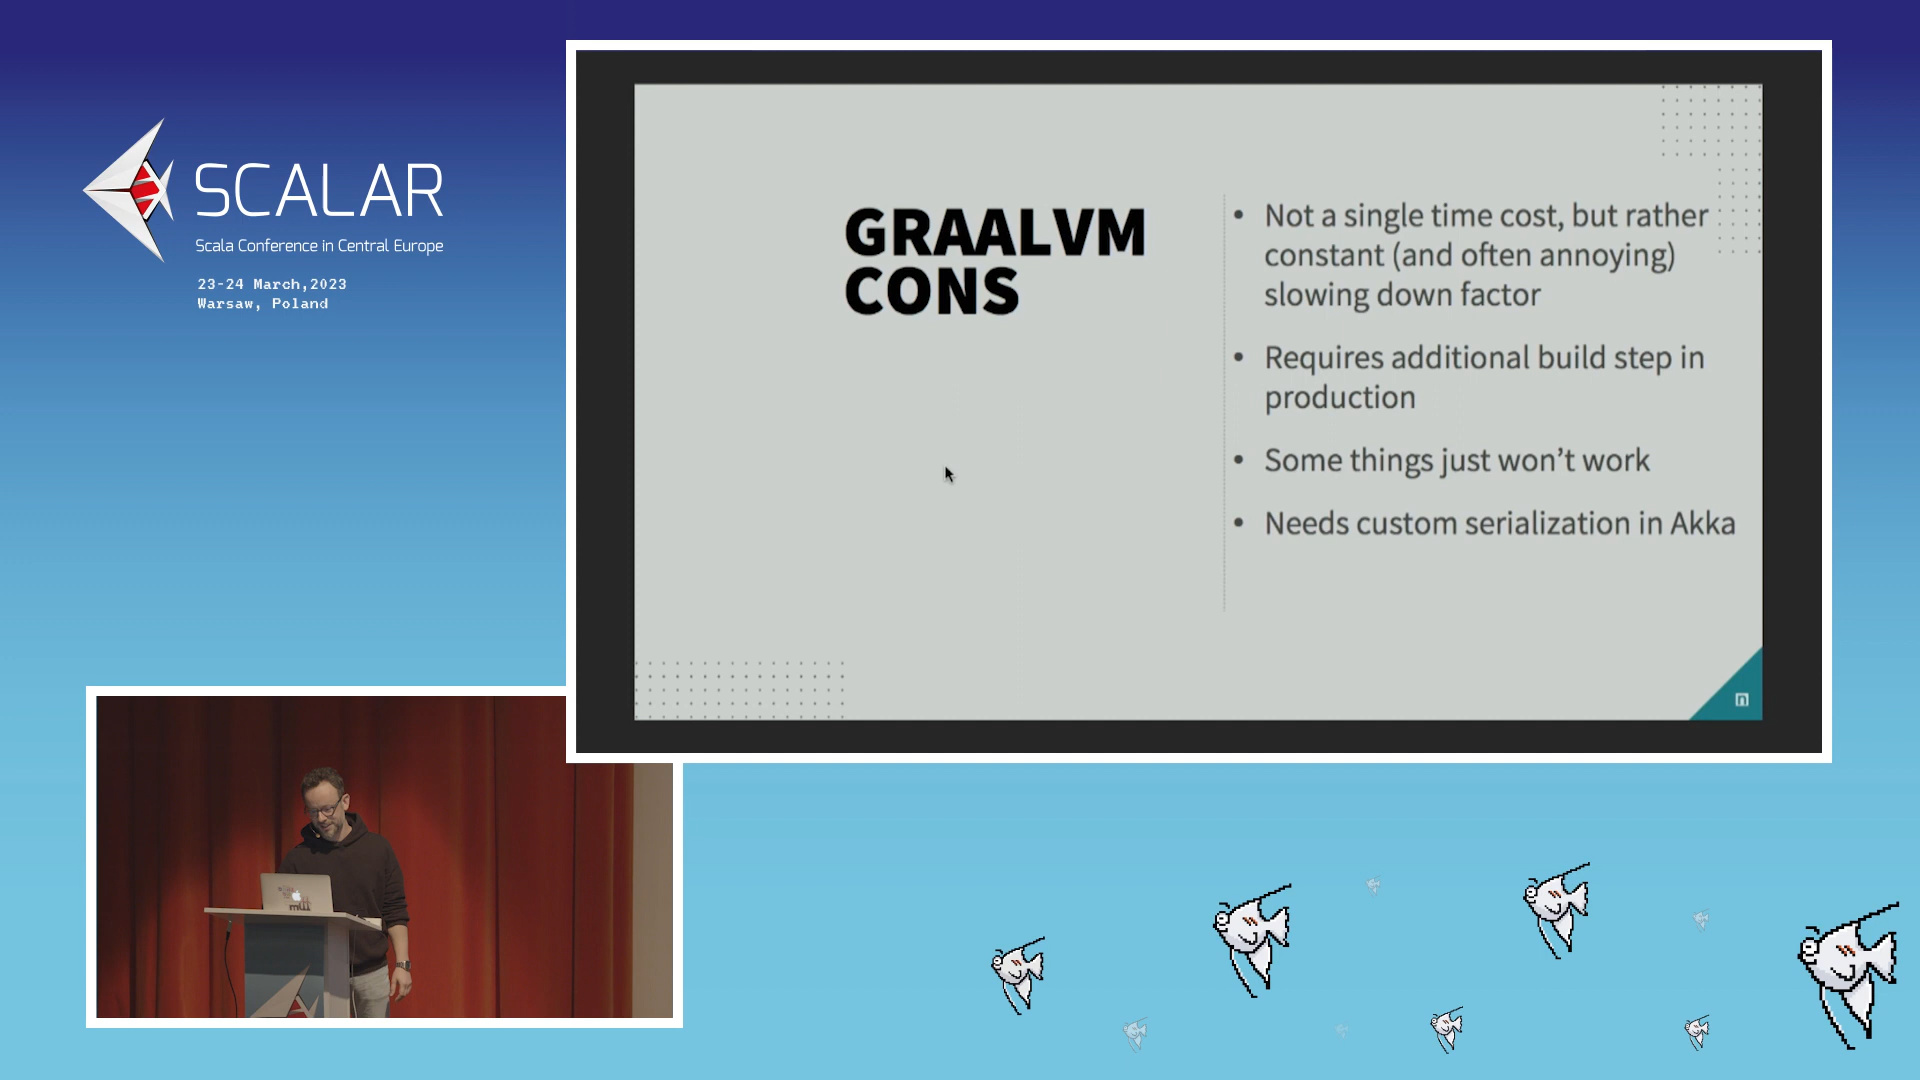 SCALAR
Scala Conference in Central Europe
23-24 March,2023
Warsaw, Poland
GRAALVM
CONS
• Not a single time cost, but rather
constant (and often annoying)
slowing down factor
• Requires additional build step in
production
• Some things just won’t work
• Needs custom serialization in Akka
n